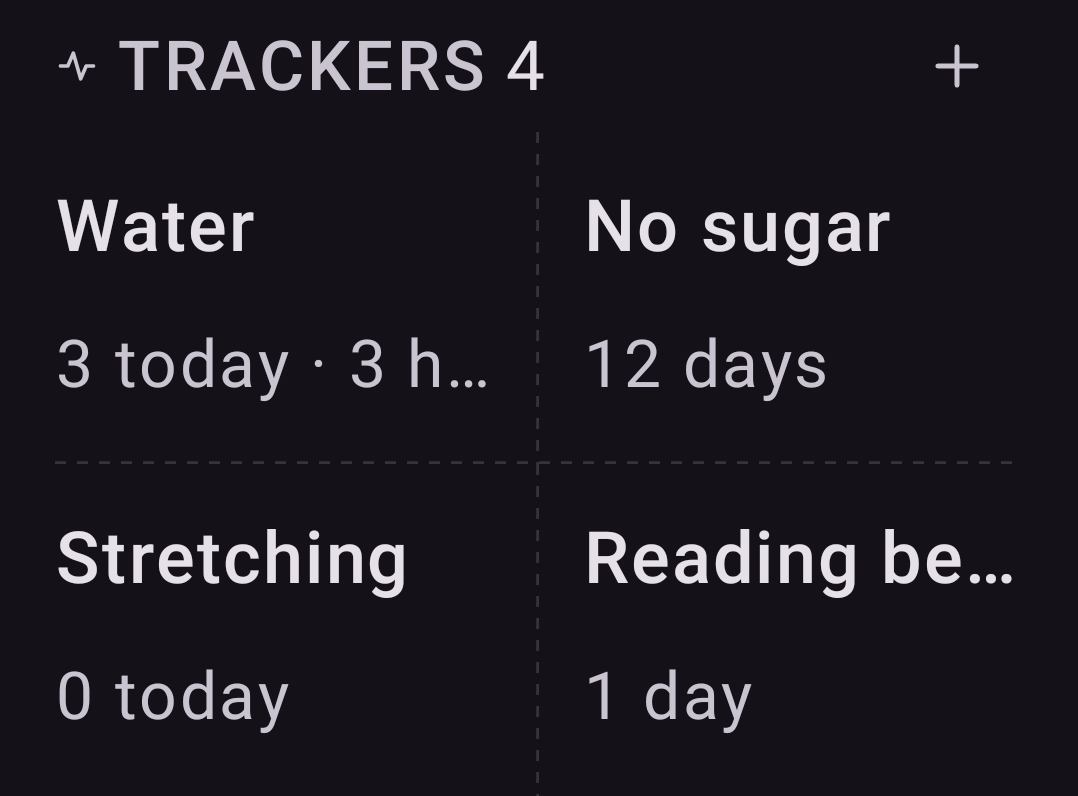 TRACKERS 4
Water
3 today · 3 h…
No sugar
12 days
Stretching
0 today
Reading be…
1 day